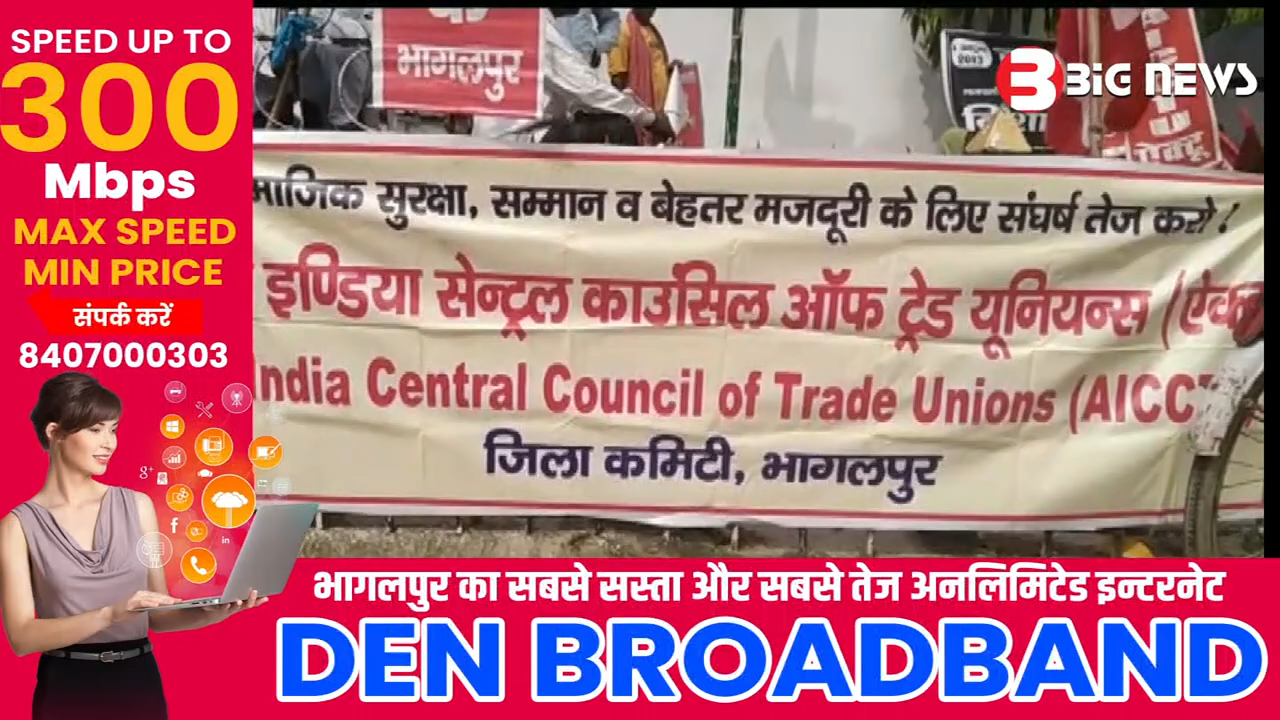 SPEED UP TO
300
Mbps
MAX SPEED
MIN PRICE
संपर्क करें
8407000303
भागलपुर
2013
BIG NEWS
माजिक सुरक्षा, सम्मान व बेहतर मजदूरी के लिए संघर्ष तेज करो!
इण्डिया सेन्ट्रल काउंसिल ऑफ ट्रेड यूनियन्स
India Central Council of Trade Unions (AICCT
जिला कमिटी, भागलपुर
भागलपुर का सबसे सस्ता और सबसे तेज अनलिमिटेड इन्टरनेट
DEN BROADBAND